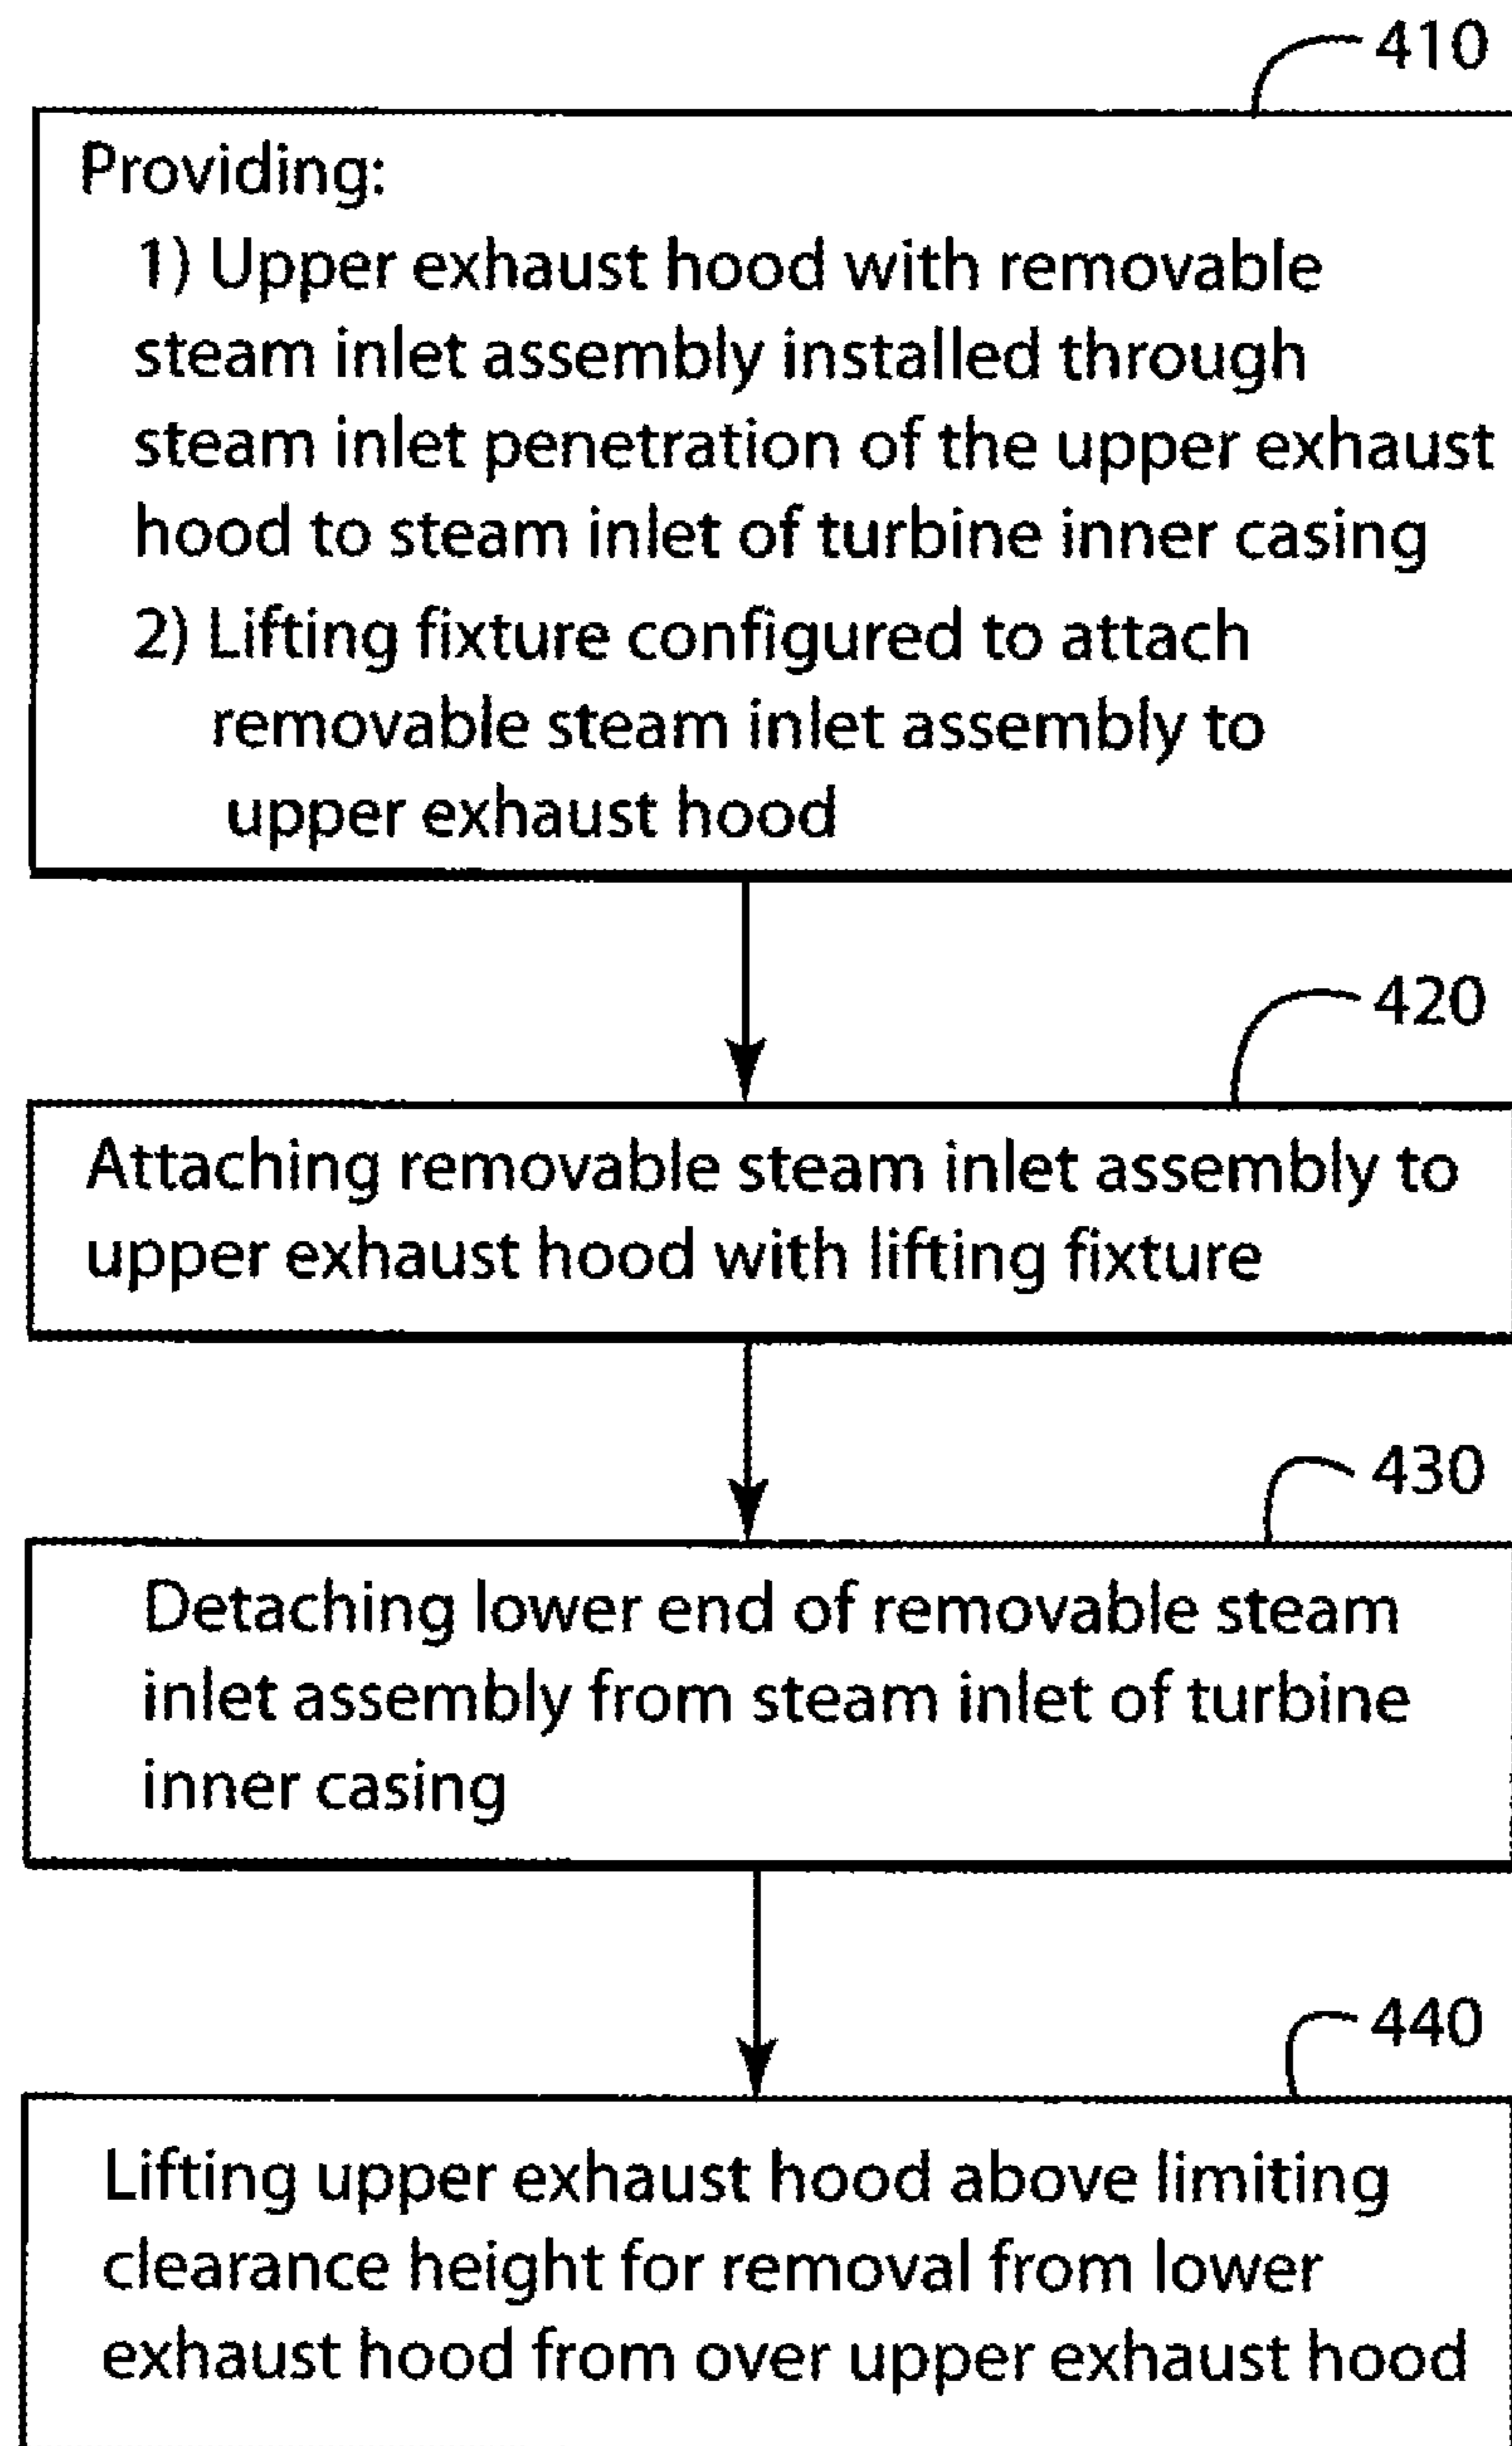 410
Providing:
1) Upper exhaust hood with removable
steam inlet assembly installed through
steam inlet penetration of the upper exhaust
hood to steam inlet of turbine inner casing
2) Lifting fixture configured to attach
removable steam inlet assembly to
upper exhaust hood
420
Attaching removable steam inlet assembly to
upper exhaust hood with lifting fixture
430
Detaching lower end of removable steam
inlet assembly from steam inlet of turbine
inner casing
440
Lifting upper exhaust hood above limiting
clearance height for removal from lower
exhaust hood from over upper exhaust hood